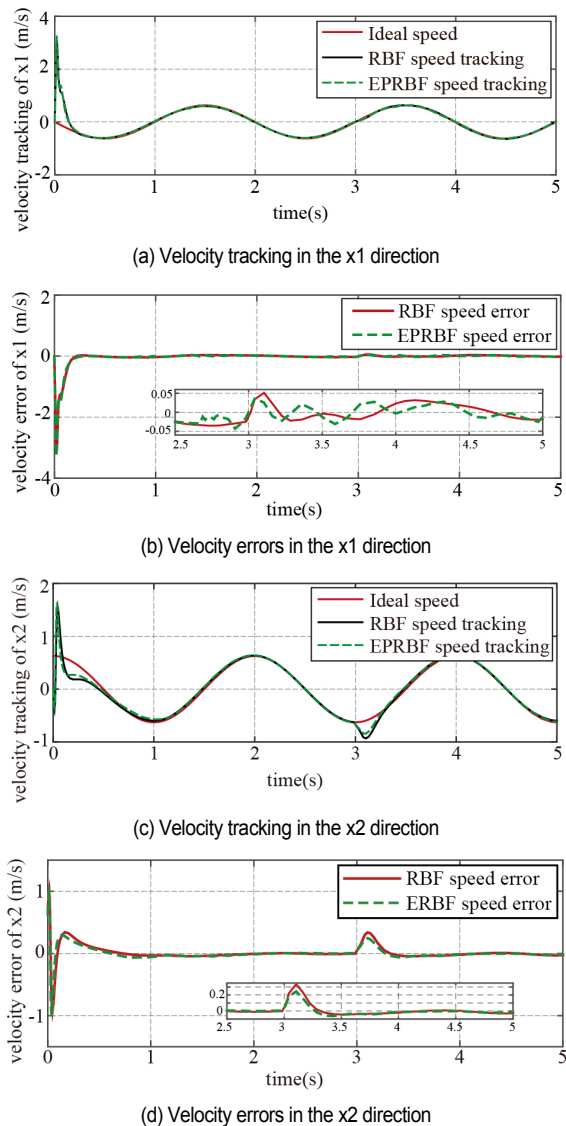 velocity tracking of x1 (m/s)
4
2
0
-2
Ideal speed
RBF speed tracking
EPRBF speed tracking
0 1 2 3 4 5
time(s)
(a) Velocity tracking in the x1 direction
velocity error of x1 (m/s)
2
0
-2
-4
RBF speed error
EPRBF speed error
0.05
0
-0.05
2.5 3 3.5 4 4.5 5
0 1 2 3 4 5
time(s)
(b) Velocity errors in the x1 direction
velocity tracking of x2 (m/s)
2
1
0
-1
Ideal speed
RBF speed tracking
EPRBF speed tracking
0 1 2 3 4 5
time(s)
(c) Velocity tracking in the x2 direction
velocity error of x2 (m/s)
1
0
-1
RBF speed error
ERBF speed error
0.2
0
2.5 3 3.5 4 4.5 5
0 1 2 3 4 5
time(s)
(d) Velocity errors in the x2 direction